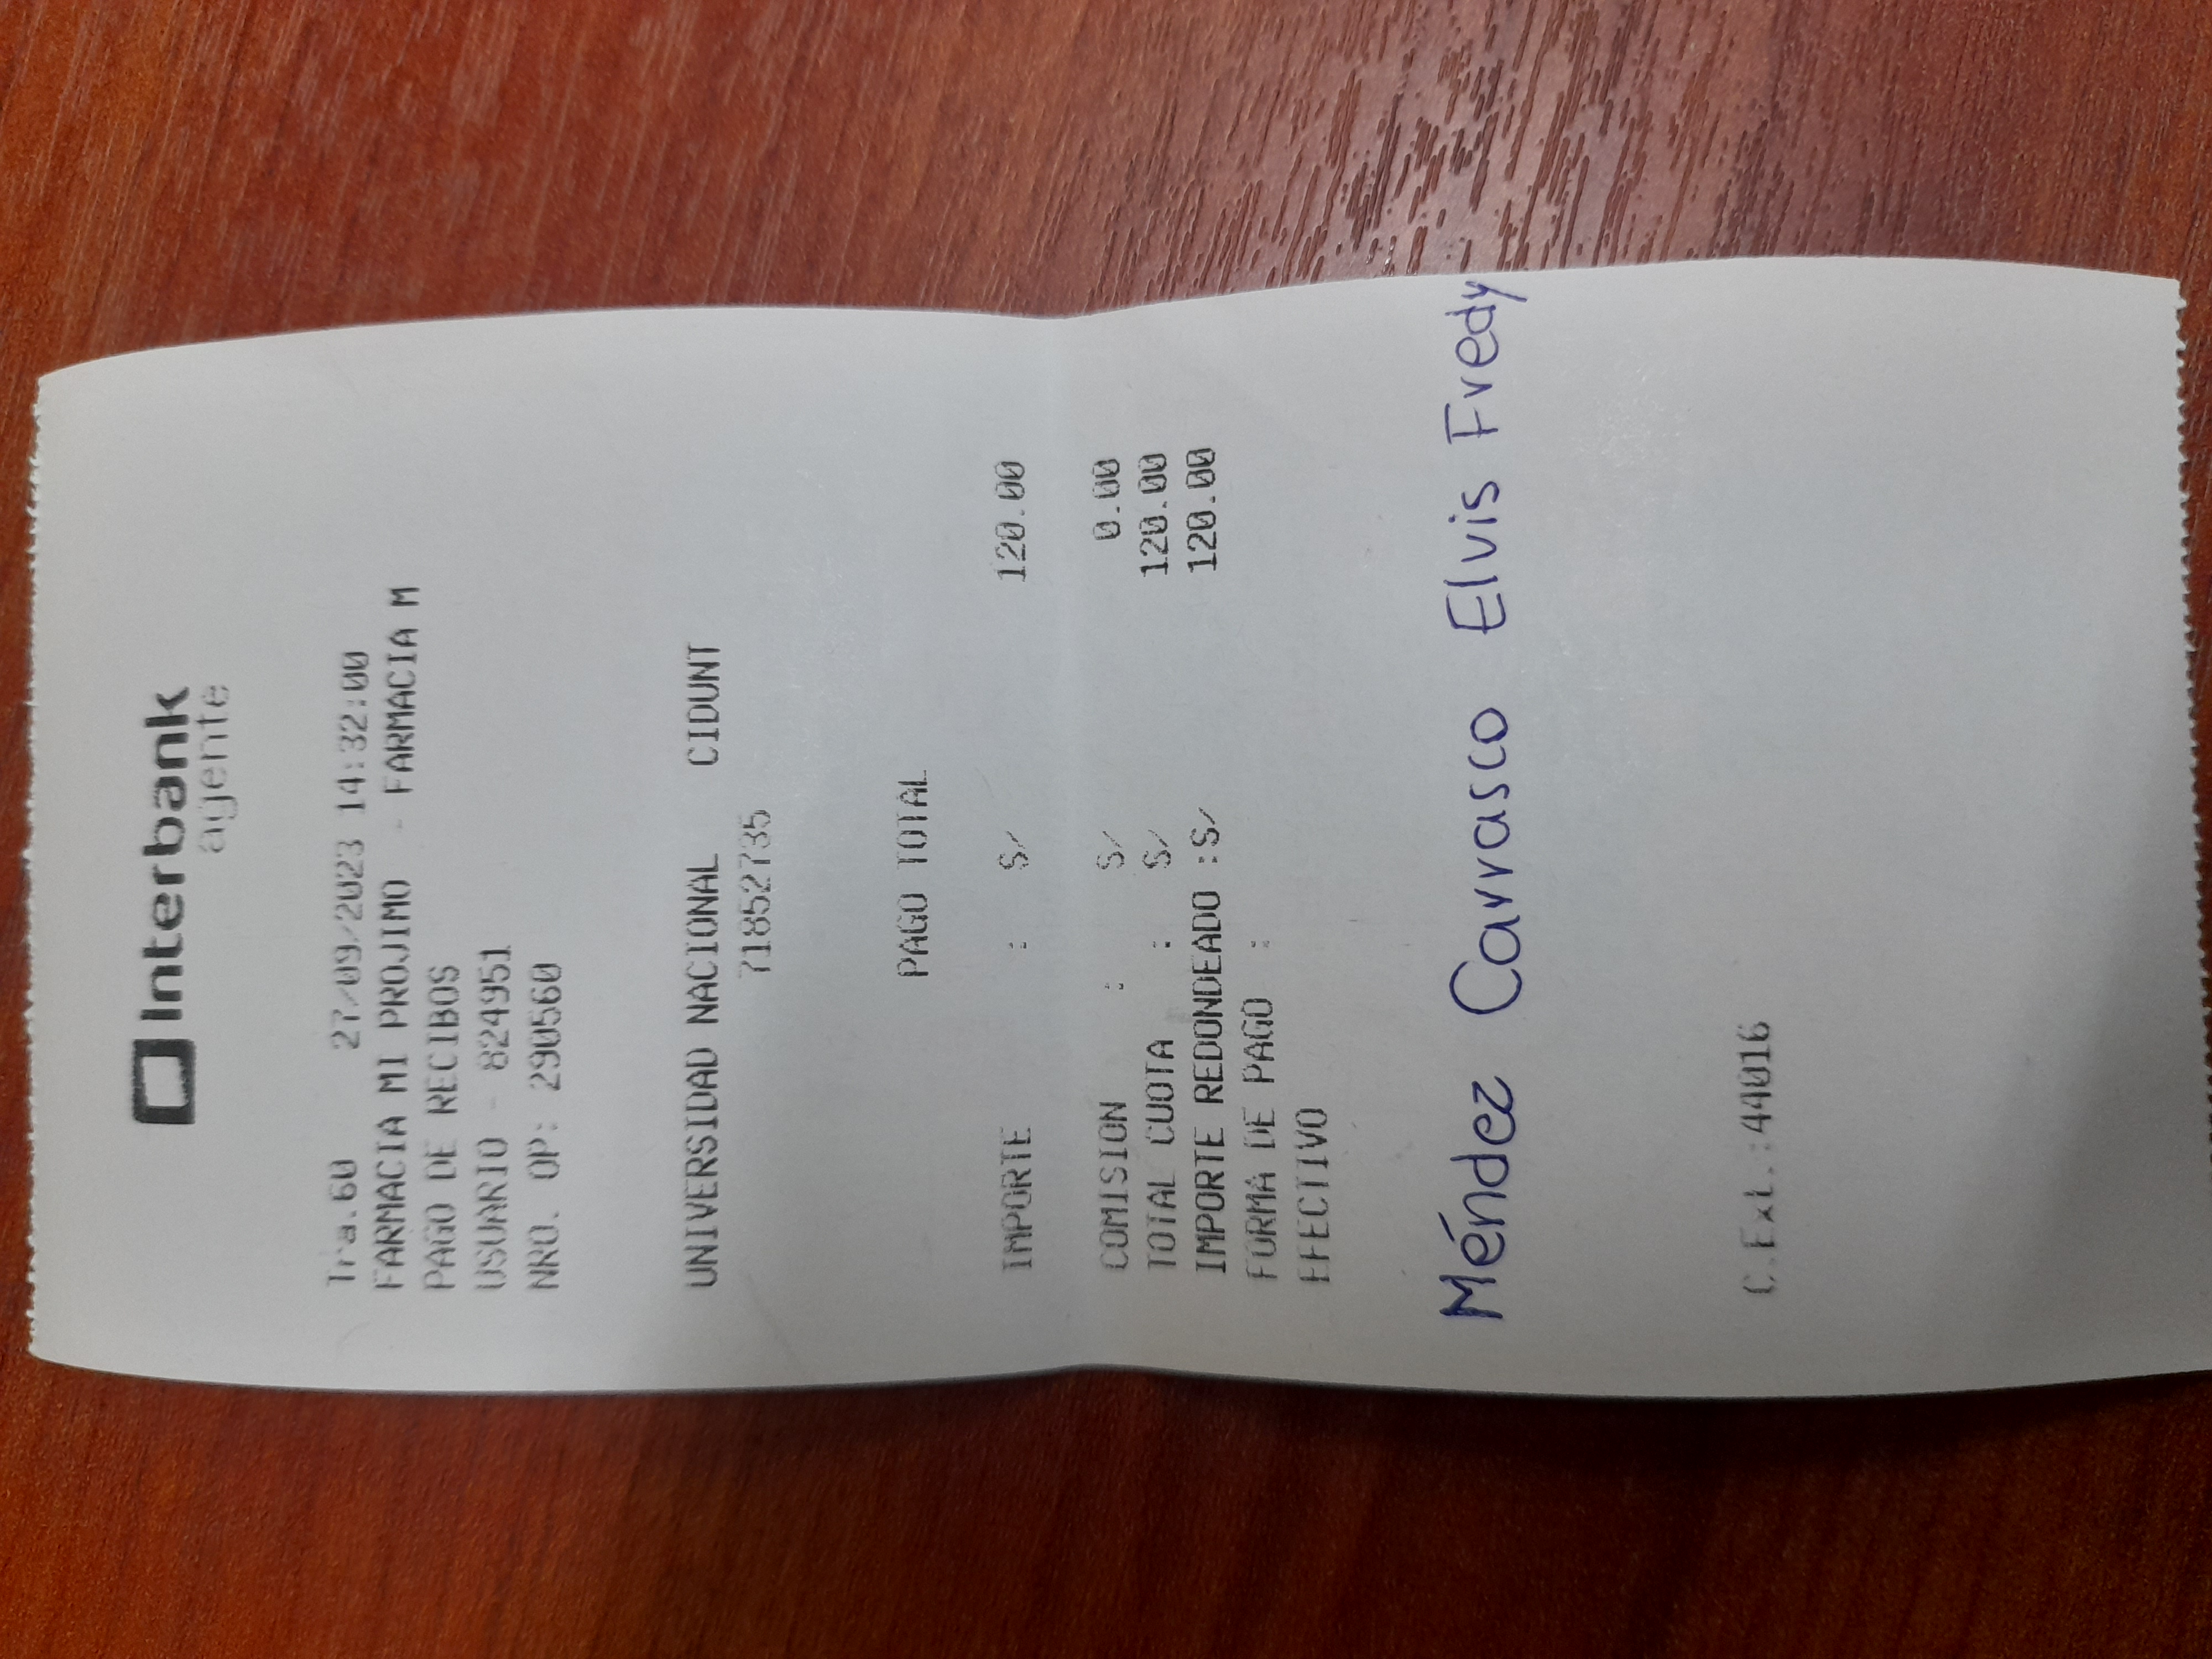 Interbank
agente
Tra.60 27/09/2023 14:32:00
FARMACIA MI PROJIMO - FARMACIA M
PAGO DE RECIBOS
USUARIO - 824951
NRO. OP: 290560
UNIVERSIDAD NACIONAL CIDUNT
71852735
PAGO TOTAL
IMPORTE : S/ 120.00
COMISION : S/ 0.00
TOTAL CUOTA : S/ 120.00
IMPORTE REDONDEADO :S/ 120.00
FORMA DE PAGO :
EFECTIVO
Méndez Carrasco Elvis Fredy
C.Ext.:44016